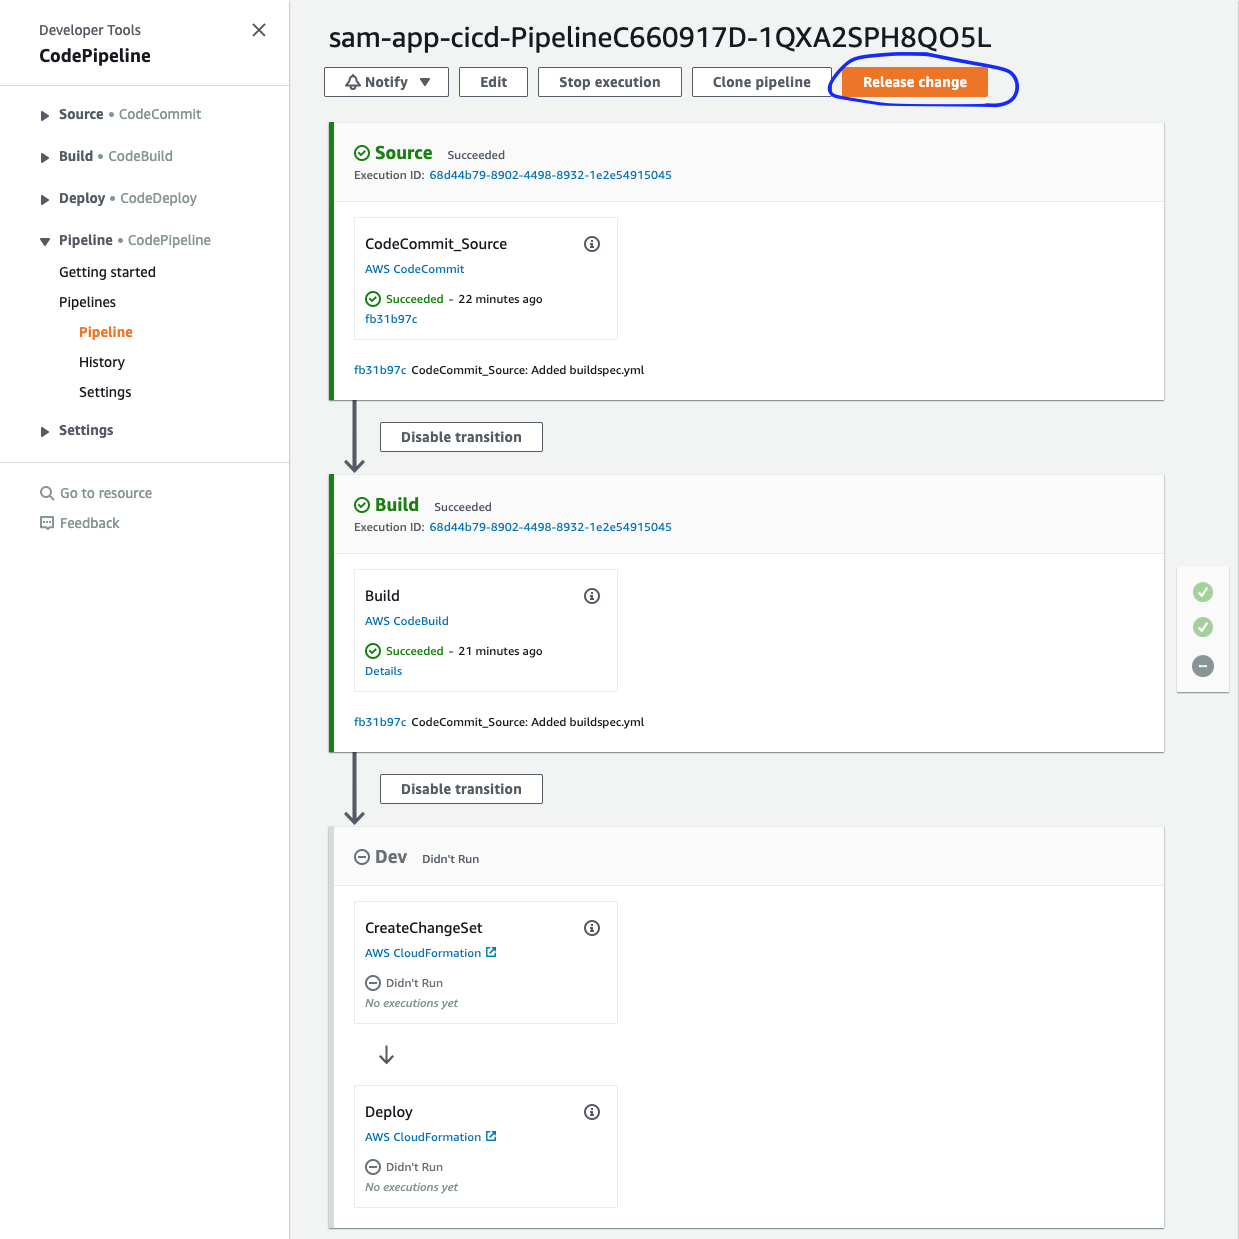 Developer Tools
CodePipeline
Source • CodeCommit
Build • CodeBuild
Deploy • CodeDeploy
Pipeline • CodePipeline
Getting started
Pipelines
Pipeline
History
Settings
Settings
Go to resource
Feedback
sam-app-cicd-PipelineC660917D-1QXA2SPH8QO5L
Notify
Edit
Stop execution
Clone pipeline
Release change
Source Succeeded
Execution ID: 68d44b79-8902-4498-8932-1e2e54915045
CodeCommit_Source
AWS CodeCommit
Succeeded - 22 minutes ago
fb31b97c
fb31b97c CodeCommit_Source: Added buildspec.yml
Disable transition
Build Succeeded
Execution ID: 68d44b79-8902-4498-8932-1e2e54915045
Build
AWS CodeBuild
Succeeded - 21 minutes ago
Details
fb31b97c CodeCommit_Source: Added buildspec.yml
Disable transition
Dev Didn't Run
CreateChangeSet
AWS CloudFormation
Didn't Run
No executions yet
Deploy
AWS CloudFormation
Didn't Run
No executions yet